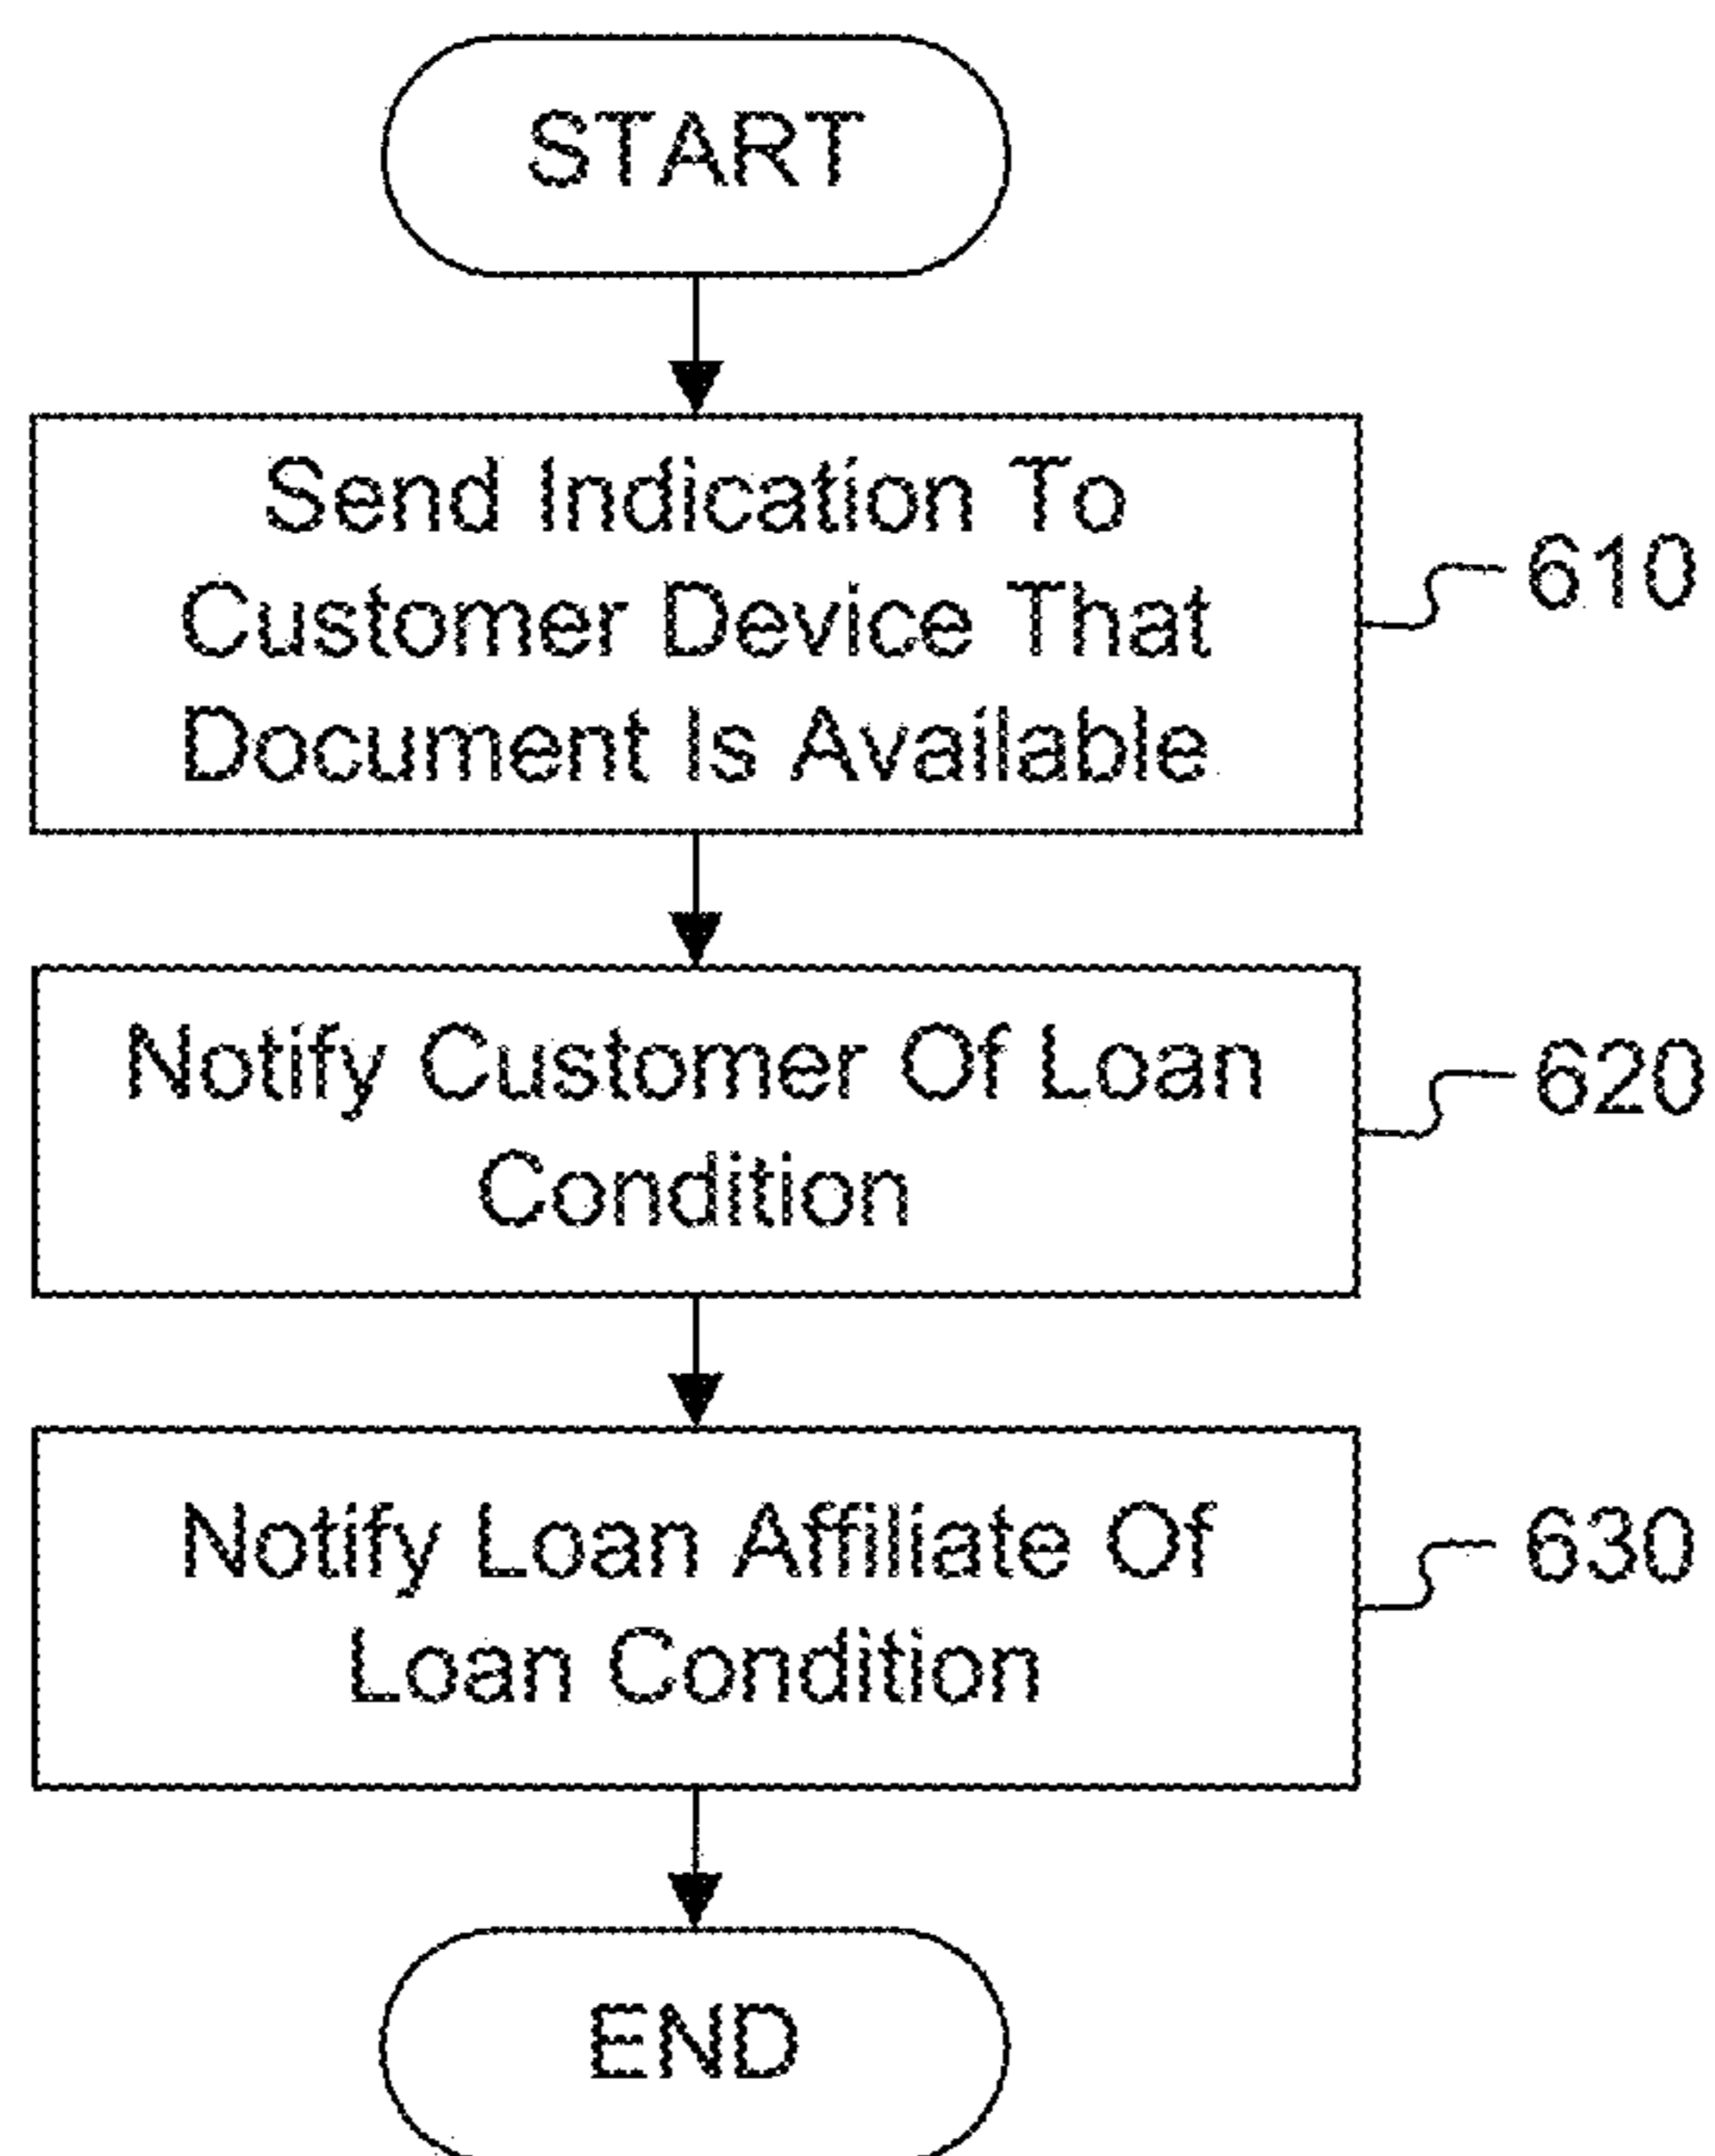 START
Send Indication To
Customer Device That
Document Is Available
610
Notify Customer Of Loan
Condition
620
Notify Loan Affiliate Of
Loan Condition
630
END